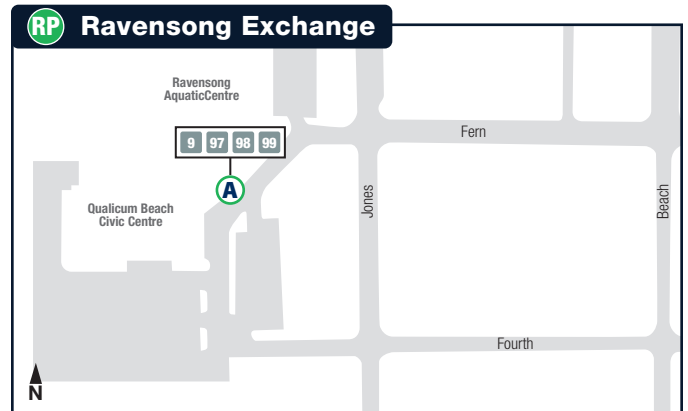 RP Ravensong Exchange
Ravensong
AquaticCentre
9 97 98 99
Fern
A
Qualicum Beach
Civic Centre
Jones
Beach
Fourth
N